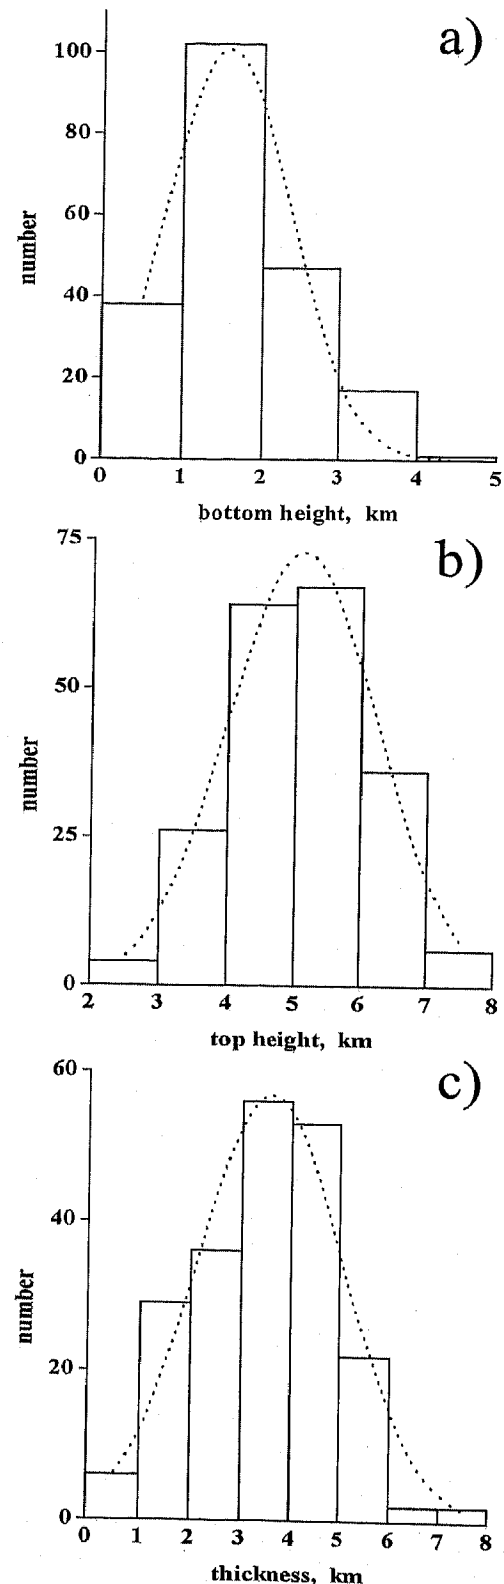 a)
100
80
60
40
20
0
number
0 1 2 3 4 5
bottom height, km
b)
75
50
25
0
number
2 3 4 5 6 7 8
top height, km
c)
60
40
20
0
number
0 1 2 3 4 5 6 7 8
thickness, km